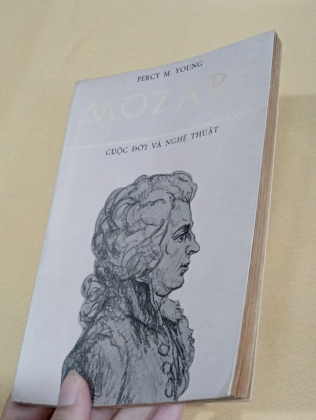 PERCY M. YOUNG
MOZART
CUỘC ĐỜI VÀ NGHỆ THUẬT